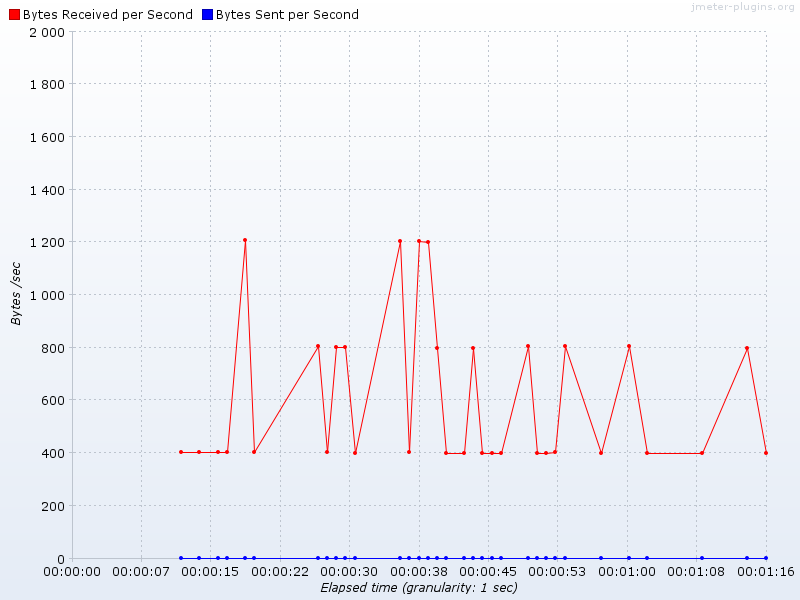 jmeter-plugins.org
Bytes Received per Second Bytes Sent per Second
2 000
1 800
1 600
1 400
1 200
1 000
800
600
400
200
0
Bytes /sec
00:00:00 00:00:07 00:00:15 00:00:22 00:00:30 00:00:38 00:00:45 00:00:53 00:01:00 00:01:08 00:01:16
Elapsed time (granularity: 1 sec)